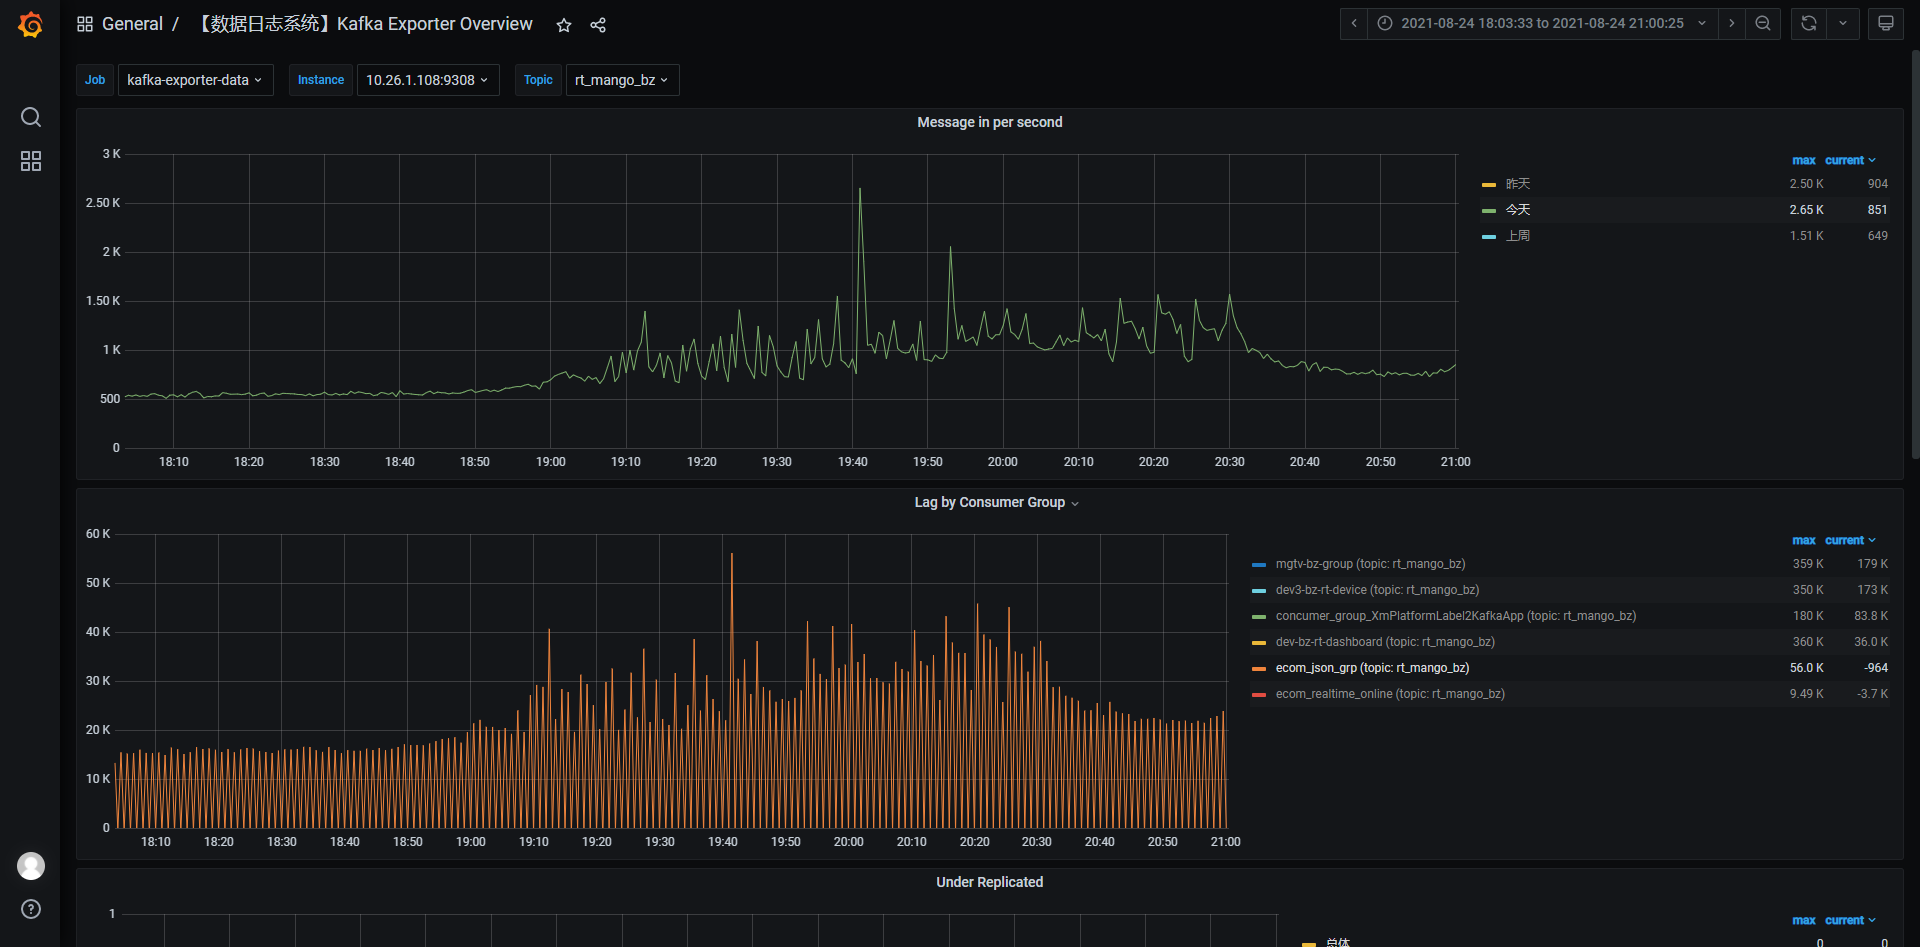 General / 【数据日志系统】Kafka Exporter Overview
2021-08-24 18:03:33 to 2021-08-24 21:00:25
Job kafka-exporter-data Instance 10.26.1.108:9308 Topic rt_mango_bz
Message in per second
3 K
2.50 K
2 K
1.50 K
1 K
500
0
18:10 18:20 18:30 18:40 18:50 19:00 19:10 19:20 19:30 19:40 19:50 20:00 20:10 20:20 20:30 20:40 20:50 21:00
max current
昨天 2.50 K 904
今天 2.65 K 851
上周 1.51 K 649
Lag by Consumer Group
60 K
50 K
40 K
30 K
20 K
10 K
0
18:10 18:20 18:30 18:40 18:50 19:00 19:10 19:20 19:30 19:40 19:50 20:00 20:10 20:20 20:30 20:40 20:50 21:00
max current
mgtv-bz-group (topic: rt_mango_bz) 359 K 179 K
dev3-bz-rt-device (topic: rt_mango_bz) 350 K 173 K
concumer_group_XmPlatformLabel2KafkaApp (topic: rt_mango_bz) 180 K 83.8 K
dev-bz-rt-dashboard (topic: rt_mango_bz) 360 K 36.0 K
ecom_json_grp (topic: rt_mango_bz) 56.0 K -964
ecom_realtime_online (topic: rt_mango_bz) 9.49 K -3.7 K
Under Replicated
1
max current
总体 0 0